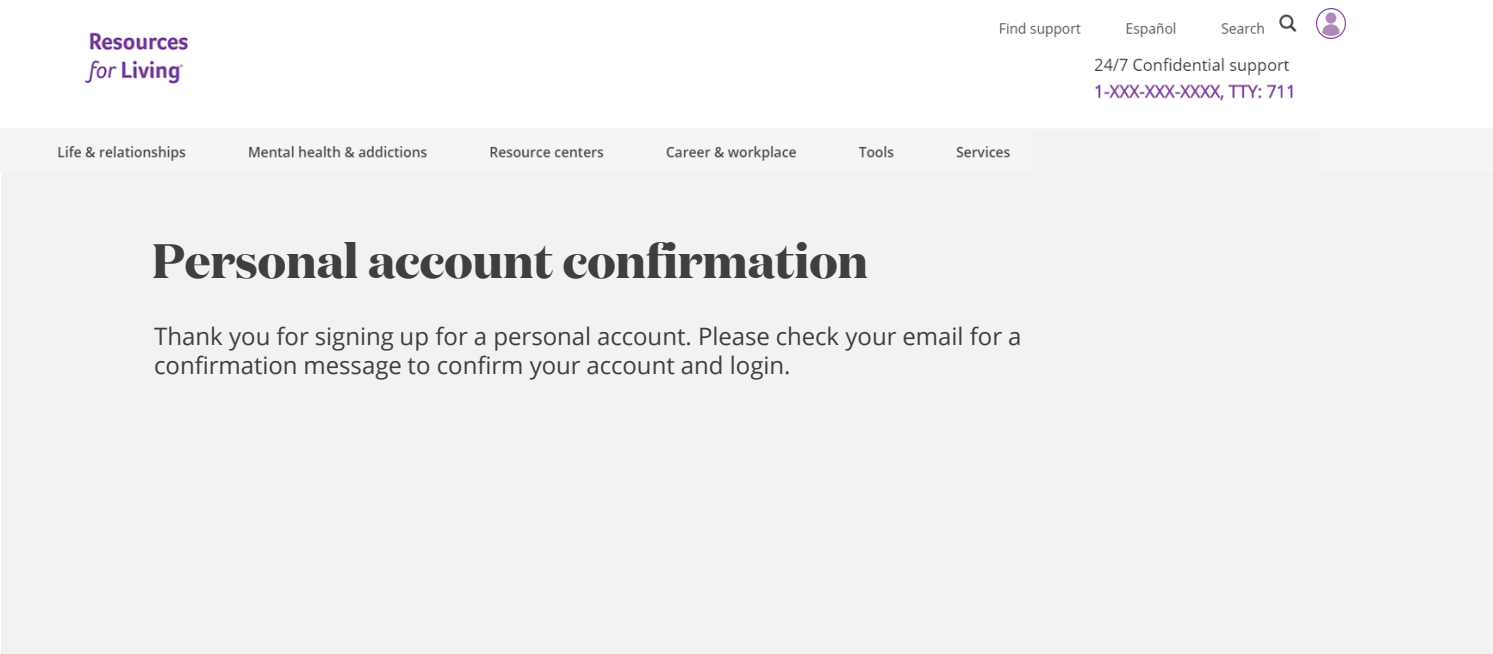 Resources
for Living
Find support Español Search
24/7 Confidential support
1-XXX-XXX-XXXX, TTY: 711
Life & relationships Mental health & addictions Resource centers Career & workplace Tools Services
Personal account confirmation
Thank you for signing up for a personal account. Please check your email for a
confirmation message to confirm your account and login.